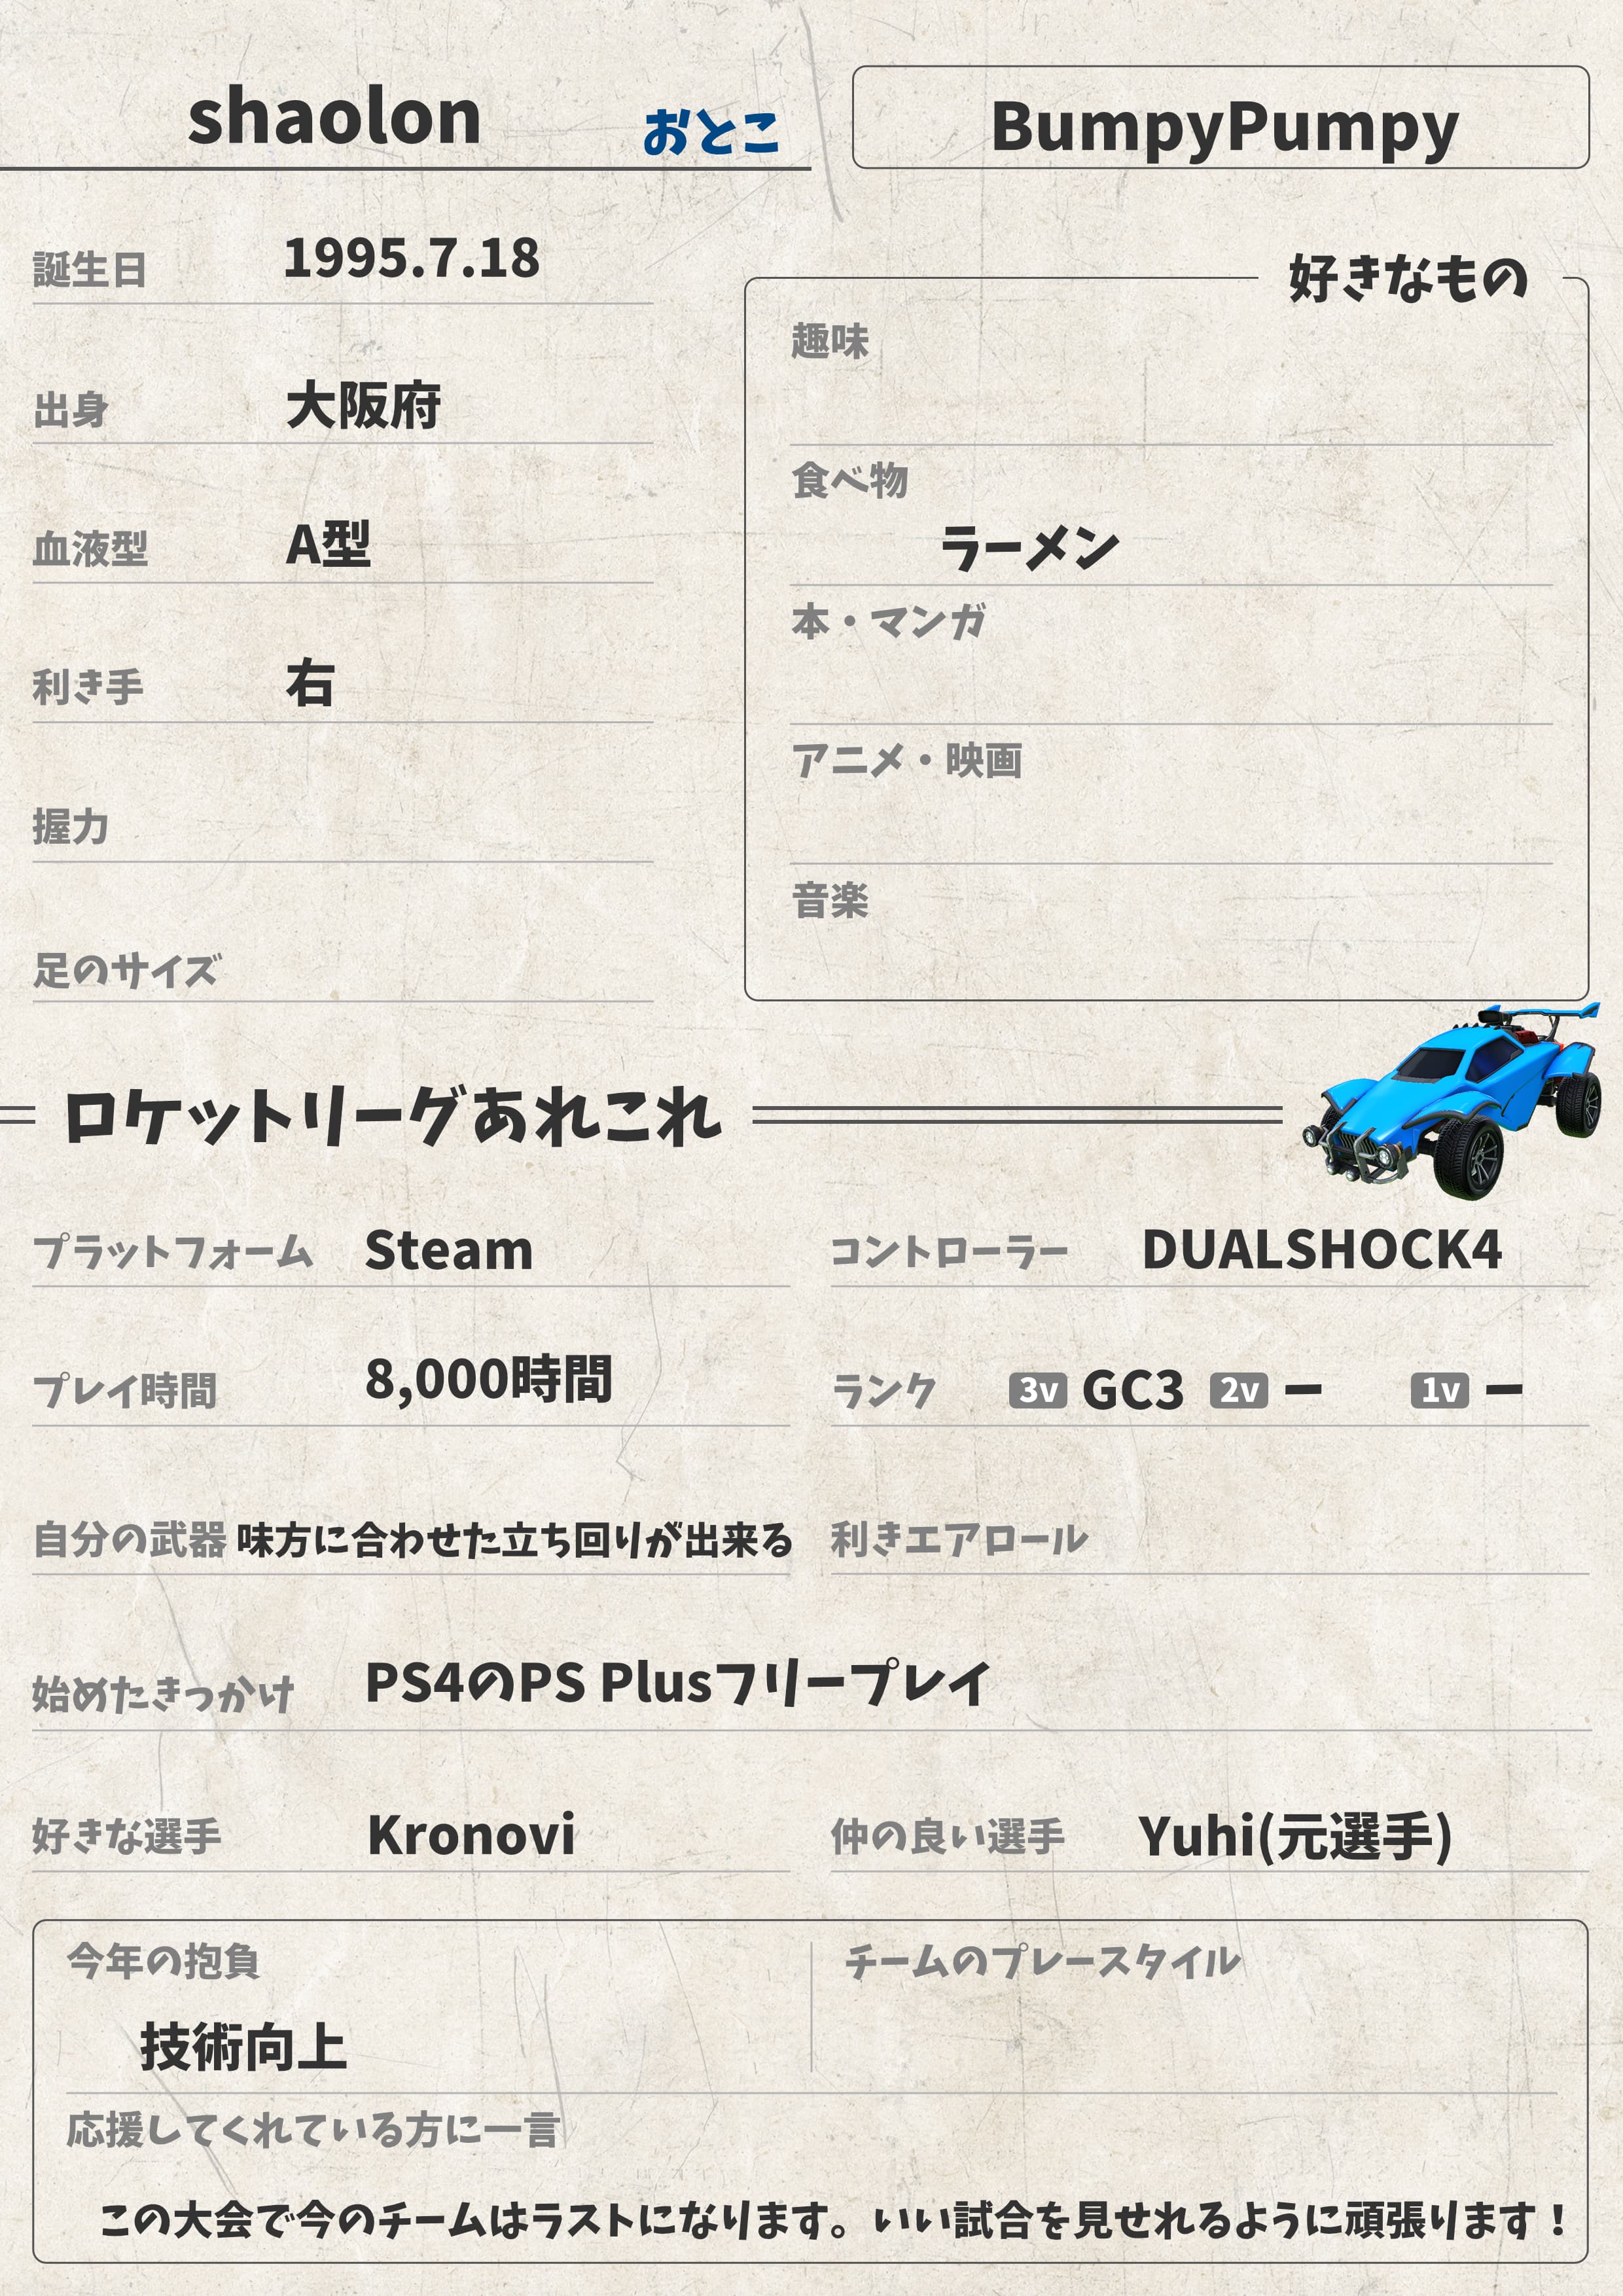 shaolon おとこ
BumpyPumpy
誕生日 1995.7.18
出身 大阪府
血液型 A型
利き手 右
握力
足のサイズ
好きなもの
趣味
食べ物
ラーメン
本・マンガ
アニメ・映画
音楽
ロケットリーグあれこれ
プラットフォーム Steam
コントローラー DUALSHOCK4
プレイ時間 8,000時間
ランク 3v GC3 2v ー 1v ー
自分の武器 味方に合わせた立ち回りが出来る
利きエアロール
始めたきっかけ PS4のPS Plusフリープレイ
好きな選手 Kronovi
仲の良い選手 Yuhi(元選手)
今年の抱負
技術向上
チームのプレースタイル
応援してくれている方に一言
この大会で今のチームはラストになります。いい試合を見せれるように頑張ります！